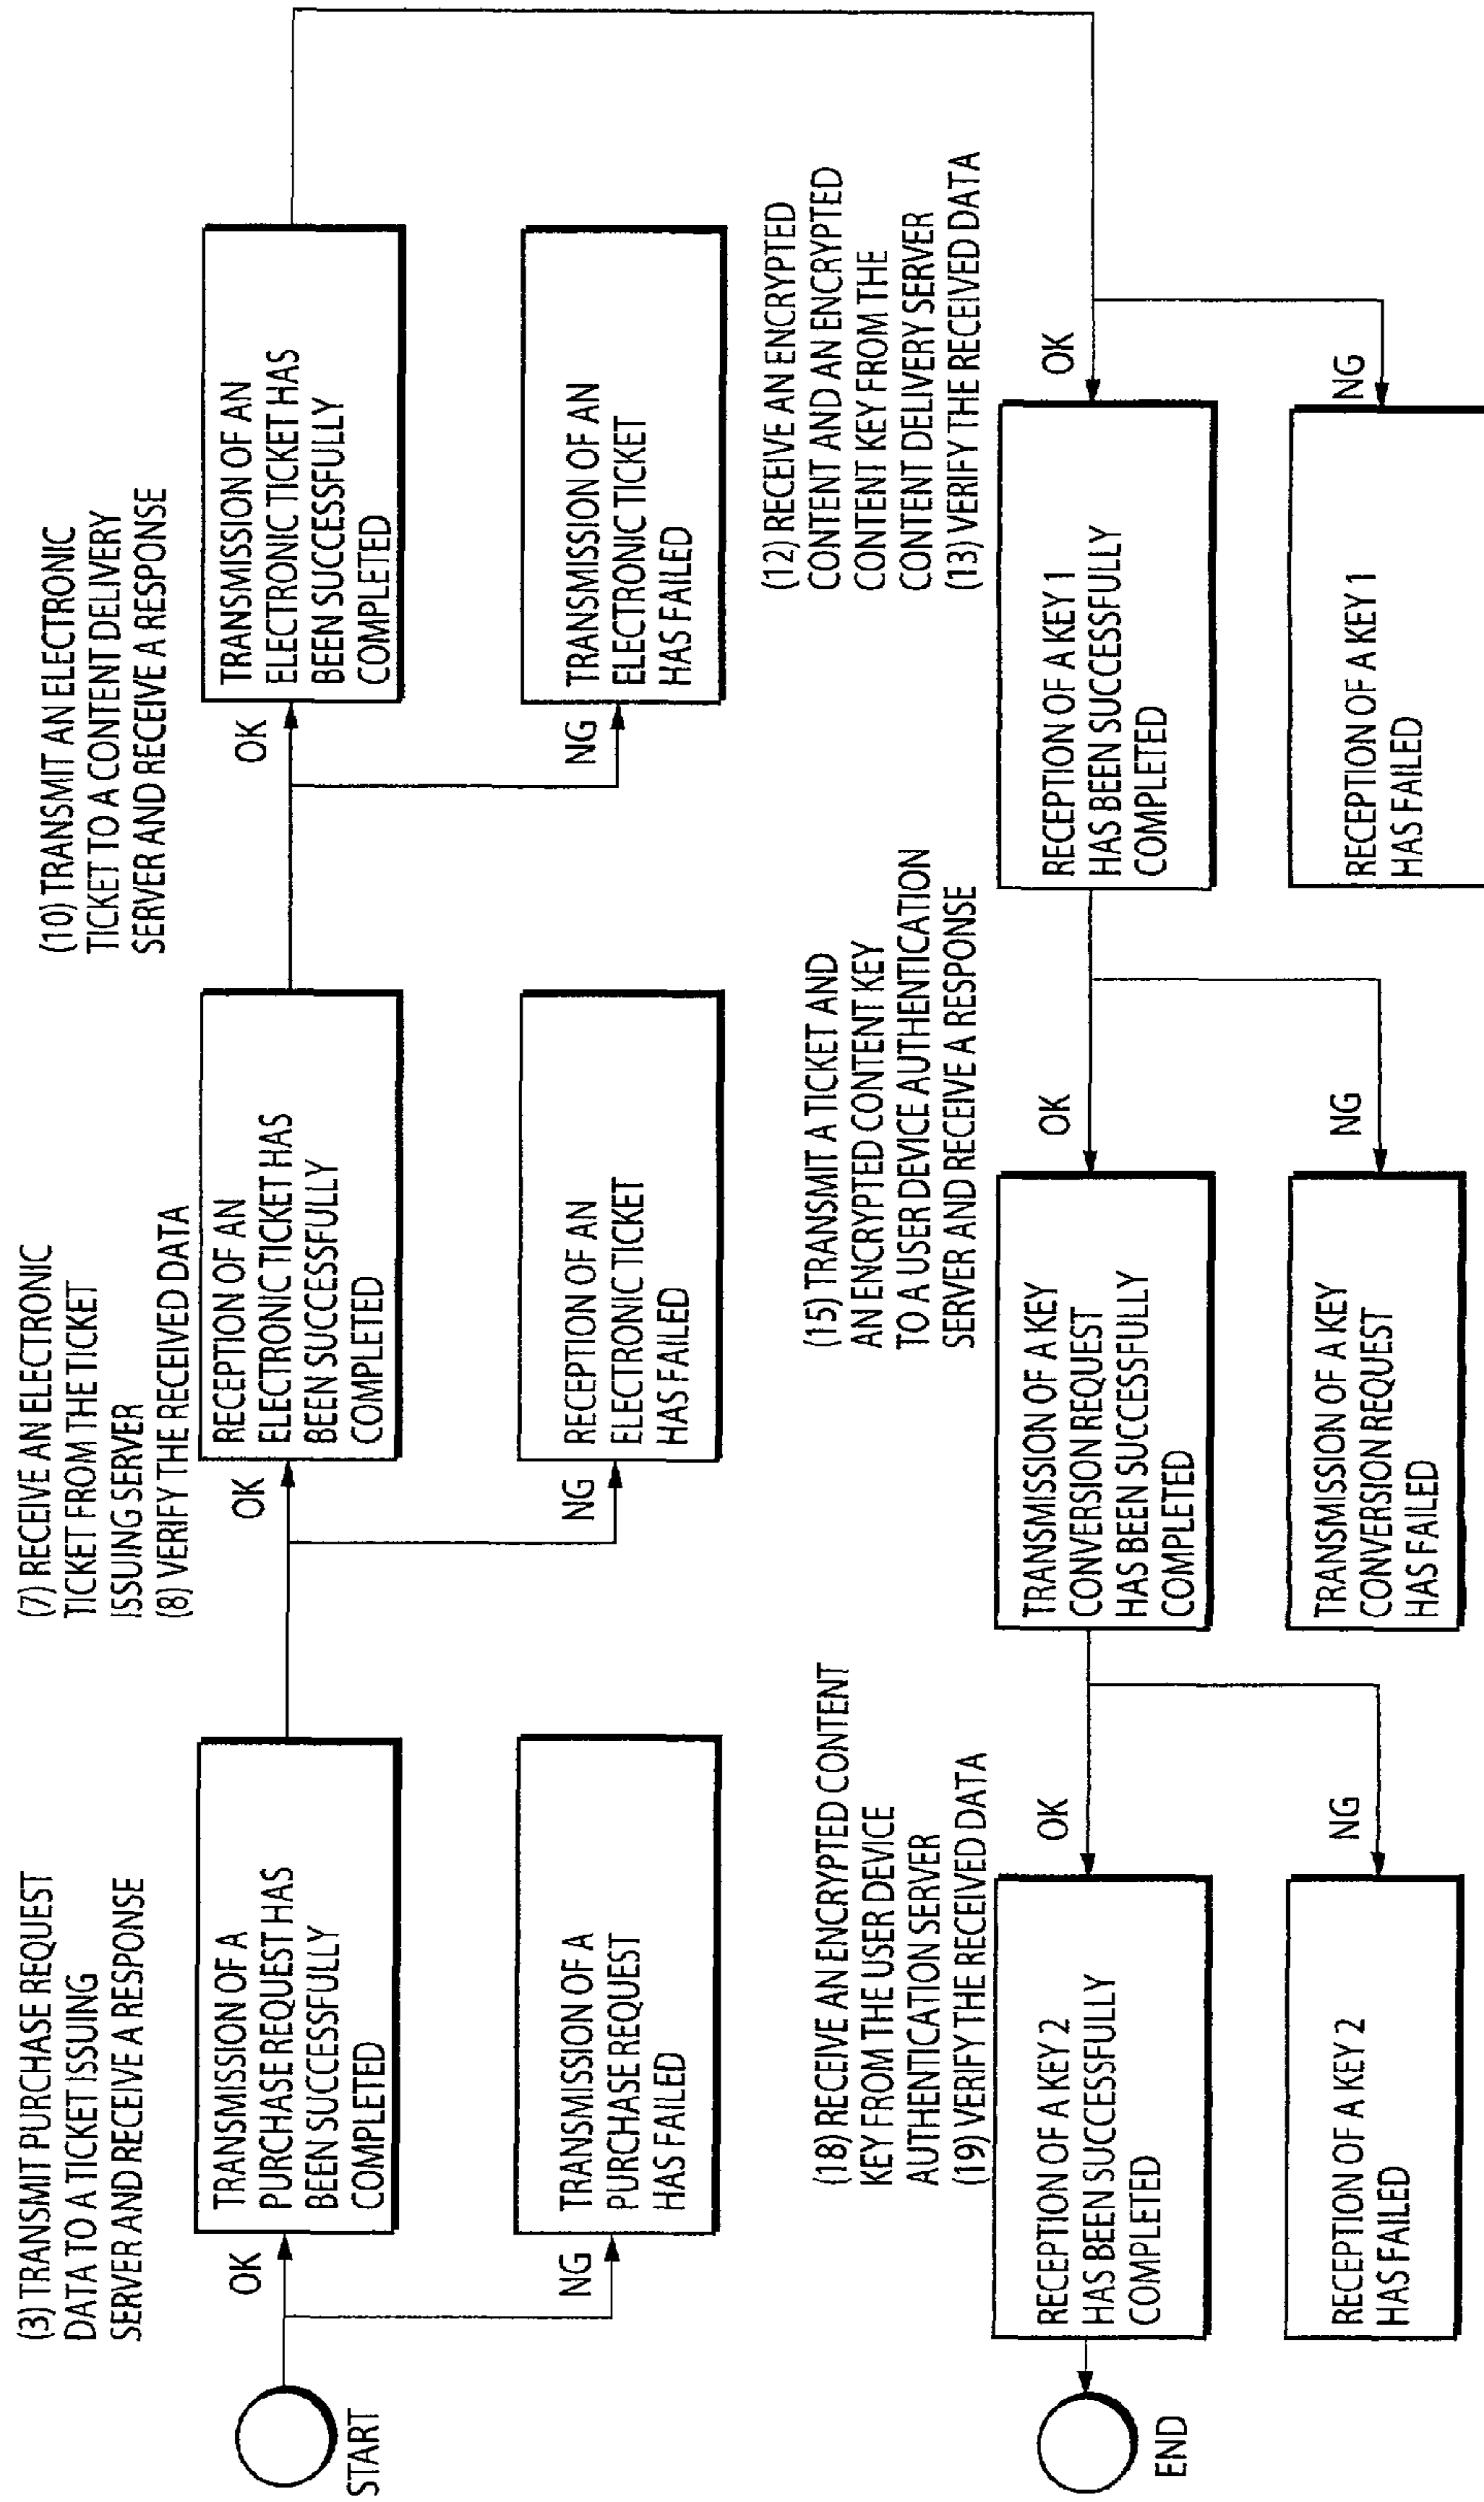 (3) TRANSMIT PURCHASE REQUEST
DATA TO A TICKET ISSUING
SERVER AND RECEIVE A RESPONSE
(7) RECEIVE AN ELECTRONIC
TICKET FROM THE TICKET
ISSUING SERVER
(8) VERIFY THE RECEIVED DATA
(10) TRANSMIT AN ELECTRONIC
TICKET TO A CONTENT DELIVERY
SERVER AND RECEIVE A RESPONSE
START
OK
TRANSMISSION OF A
PURCHASE REQUEST HAS
BEEN SUCCESSFULLY
COMPLETED
OK
RECEPTION OF AN
ELECTRONIC TICKET HAS
BEEN SUCCESSFULLY
COMPLETED
OK
TRANSMISSION OF AN
ELECTRONIC TICKET HAS
BEEN SUCCESSFULLY
COMPLETED
NG
TRANSMISSION OF A
PURCHASE REQUEST
HAS FAILED
NG
RECEPTION OF AN
ELECTRONIC TICKET
HAS FAILED
NG
TRANSMISSION OF AN
ELECTRONIC TICKET
HAS FAILED
(18) RECEIVE AN ENCRYPTED CONTENT
KEY FROM THE USER DEVICE
AUTHENTICATION SERVER
(19) VERIFY THE RECEIVED DATA
(15) TRANSMIT A TICKET AND
AN ENCRYPTED CONTENT KEY
TO A USER DEVICE AUTHENTICATION
SERVER AND RECEIVE A RESPONSE
(12) RECEIVE AN ENCRYPTED
CONTENT AND AN ENCRYPTED
CONTENT KEY FROM THE
CONTENT DELIVERY SERVER
(13) VERIFY THE RECEIVED DATA
END
RECEPTION OF A KEY 2
HAS BEEN SUCCESSFULLY
COMPLETED
OK
TRANSMISSION OF A KEY
CONVERSION REQUEST
HAS BEEN SUCCESSFULLY
COMPLETED
OK
RECEPTION OF A KEY 1
HAS BEEN SUCCESSFULLY
COMPLETED
OK
RECEPTION OF A KEY 2
HAS FAILED
NG
TRANSMISSION OF A KEY
CONVERSION REQUEST
HAS FAILED
NG
RECEPTION OF A KEY 1
HAS FAILED
NG